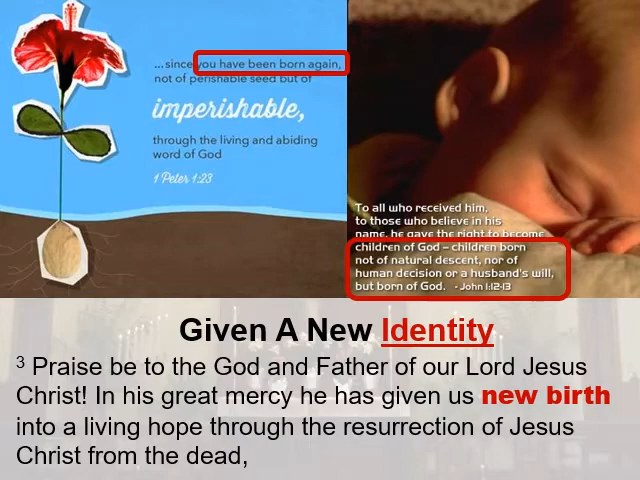 ... since you have been born again,
not of perishable seed but of
imperishable,
through the living and abiding
word of God
1 Peter 1:23
To all who received him,
to those who believe in his
name, he gave the right to become
children of God – children born
not of natural descent, nor of
human decision or a husband's will,
but born of God. - John 1:12-13
Given A New Identity
3 Praise be to the God and Father of our Lord Jesus
Christ! In his great mercy he has given us new birth
into a living hope through the resurrection of Jesus
Christ from the dead,